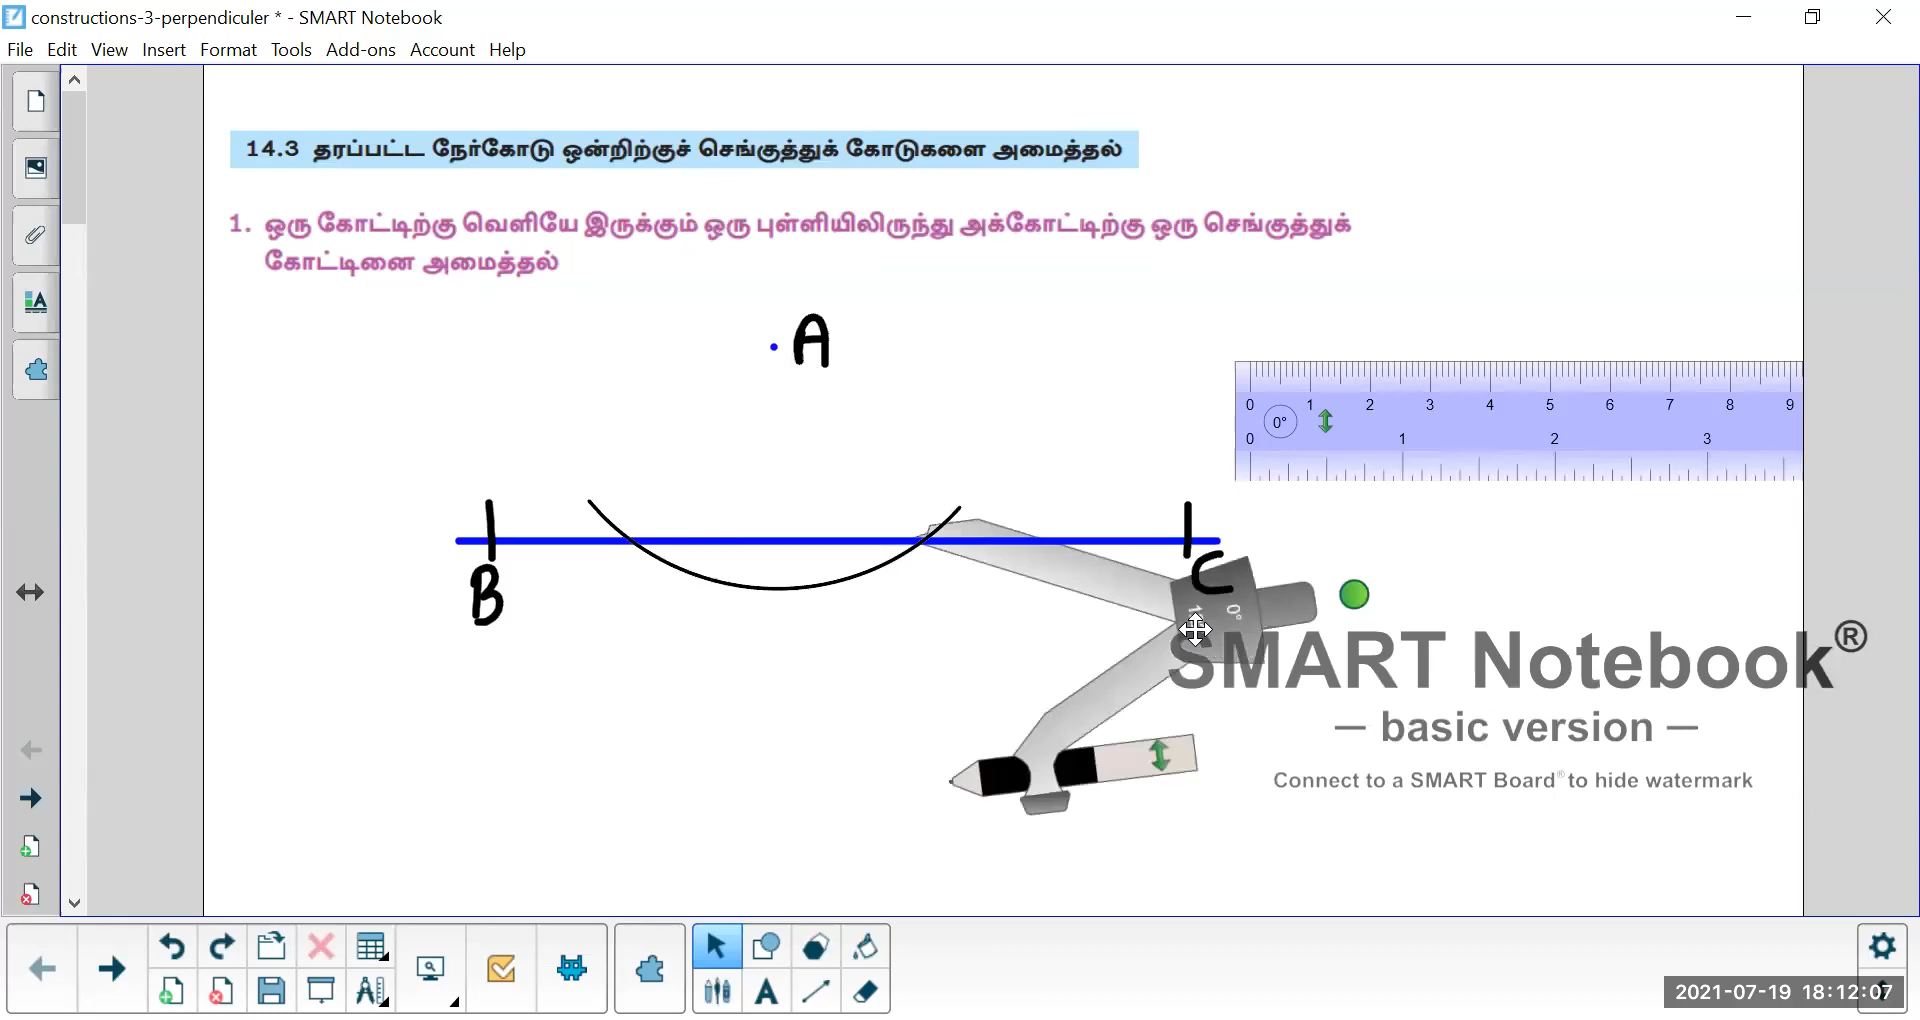 constructions-3-perpendiculer * - SMART Notebook
File Edit View Insert Format Tools Add-ons Account Help
14.3 தரப்பட்ட நேர்கோடு ஒன்றிற்குச் செங்குத்துக் கோடுகளை அமைத்தல்
1. ஒரு கோட்டிற்கு வெளியே இருக்கும் ஒரு புள்ளியிலிருந்து அக்கோட்டிற்கு ஒரு செங்குத்துக்
கோட்டினை அமைத்தல்
A
0 1 2 3 4 5 6 7 8 9
0°
0 1 2 3
B
C
0°
SMART Notebook®
— basic version —
Connect to a SMART Board® to hide watermark
2021-07-19 18:12:07